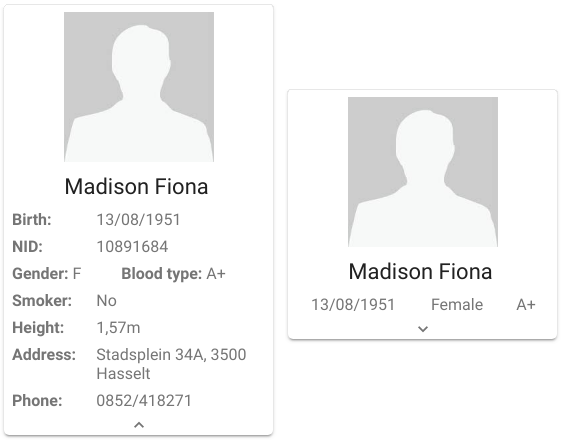 Madison Fiona
Birth: 13/08/1951
NID: 10891684
Gender: F Blood type: A+
Smoker: No
Height: 1,57m
Address: Stadsplein 34A, 3500
Hasselt
Phone: 0852/418271
Madison Fiona
13/08/1951 Female A+